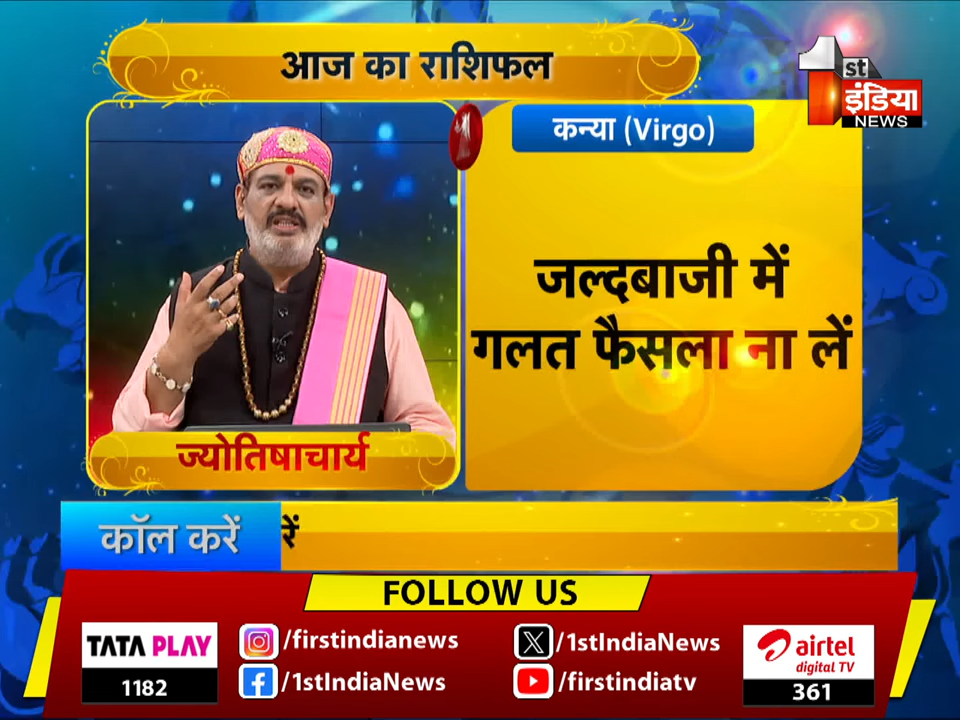 आज का राशिफल
1st
इंडिया
NEWS
कन्या (Virgo)
जल्दबाजी में
गलत फैसला ना लें
ज्योतिषाचार्य
कॉल करें
रें
FOLLOW US
TATA PLAY
1182
/firstindianews
/1stIndiaNews
/1stIndiaNews
/firstindiatv
airtel
digital TV
361